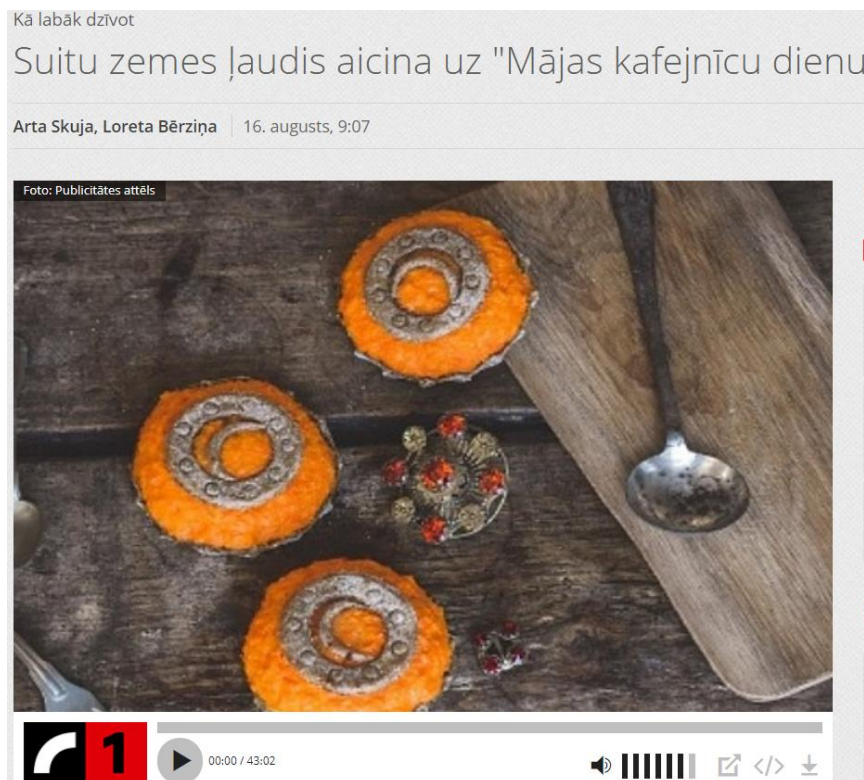 Kā labāk dzīvot
Suitu zemes ļaudis aicina uz "Mājas kafejnīcu dienu
Arta Skuja, Loreta Bērziņa 16. augusts, 9:07
Foto: Publicitātes attēls
1 00:00 / 43:02